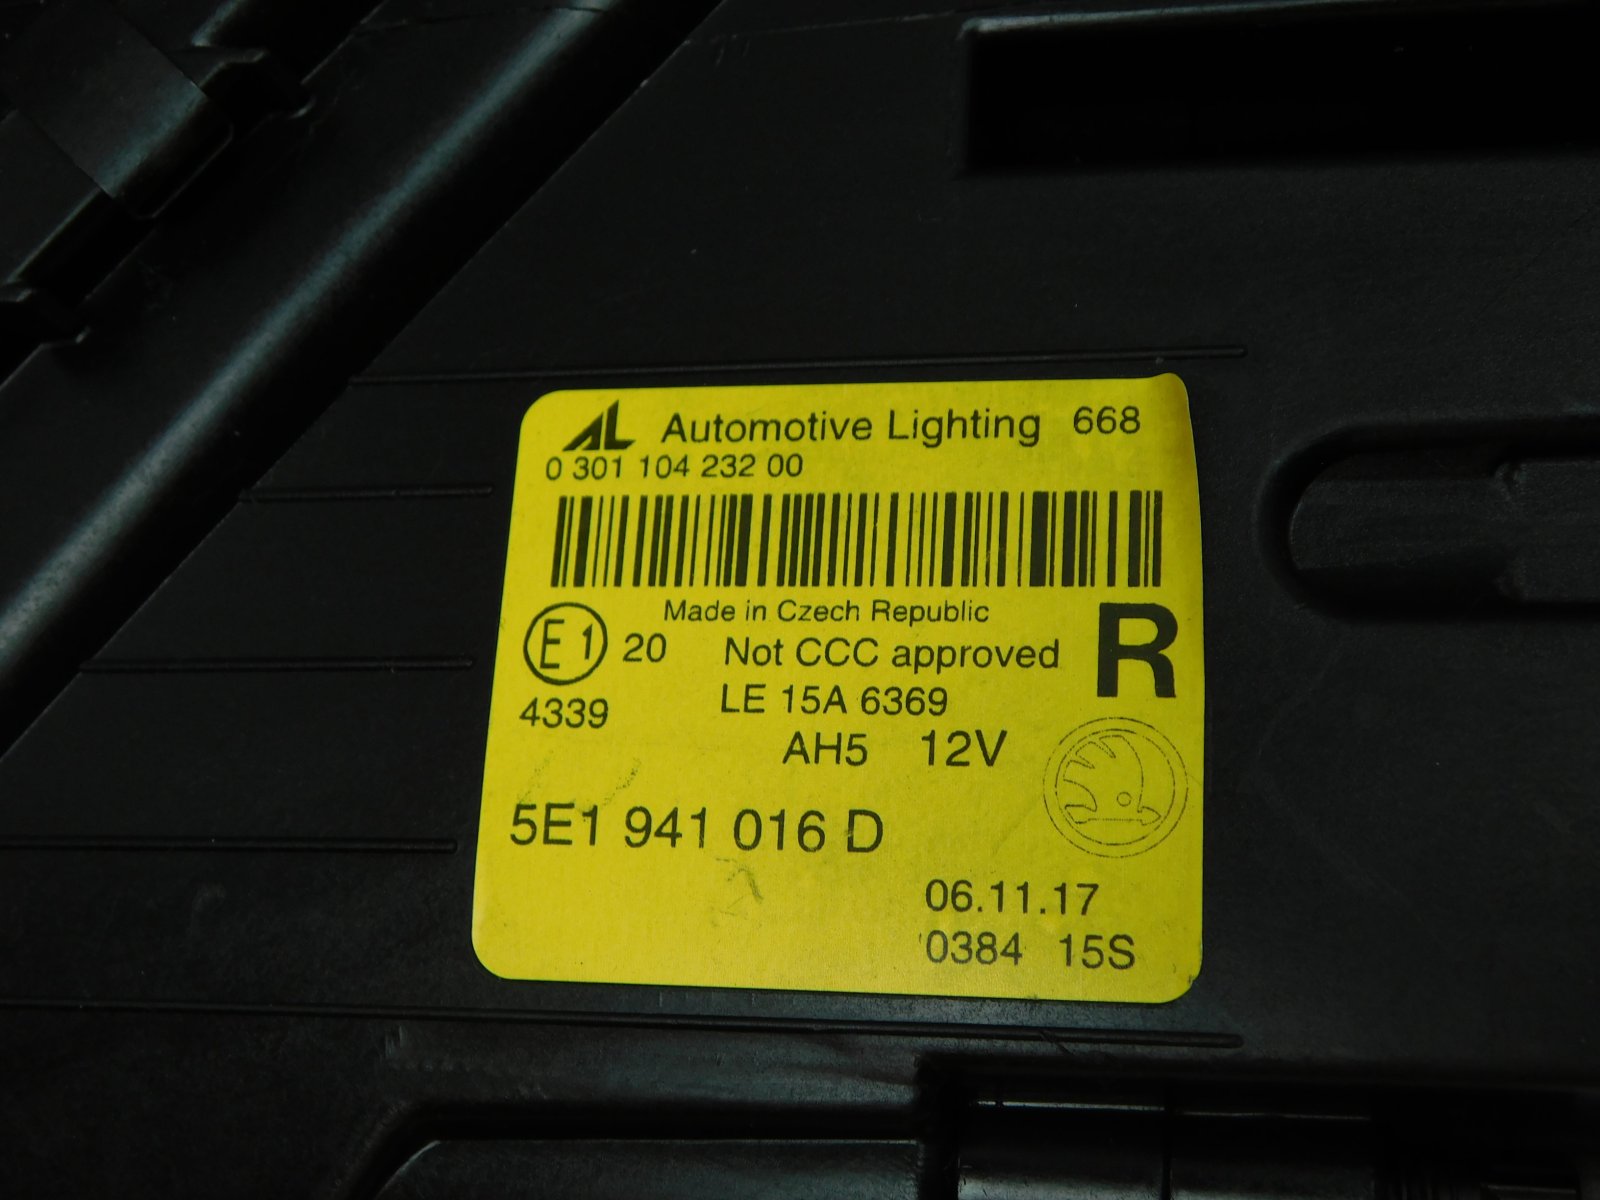 AL Automotive Lighting 668
0 301 104 232 00
Made in Czech Republic
E1 20 Not CCC approved R
4339 LE 15A 6369
AH5 12V
5E1 941 016 D
06.11.17
0384 15S